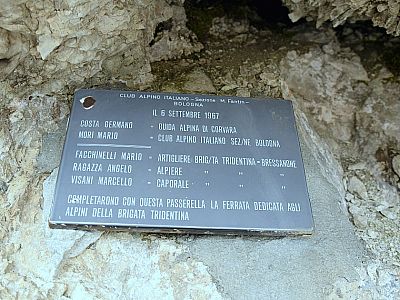 CLUB ALPINO ITALIANO - Sezione M. Fantin -
BOLOGNA
IL 6 SETTEMBRE 1967
COSTA GERMANO - GUIDA ALPINA DI CORVARA
MORI MARIO - CLUB ALPINO ITALIANO SEZ/NE BOLOGNA
FACCHINELLI MARIO - ARTIGLIERE BRIG/TA TRIDENTINA - BRESSANONE
RABAZZA ANGELO - ALPIERE " " "
VISANI MARCELLO - CAPORALE " " "
COMPLETARONO CON QUESTA PASSERELLA LA FERRATA DEDICATA AGLI
ALPINI DELLA BRIGATA TRIDENTINA